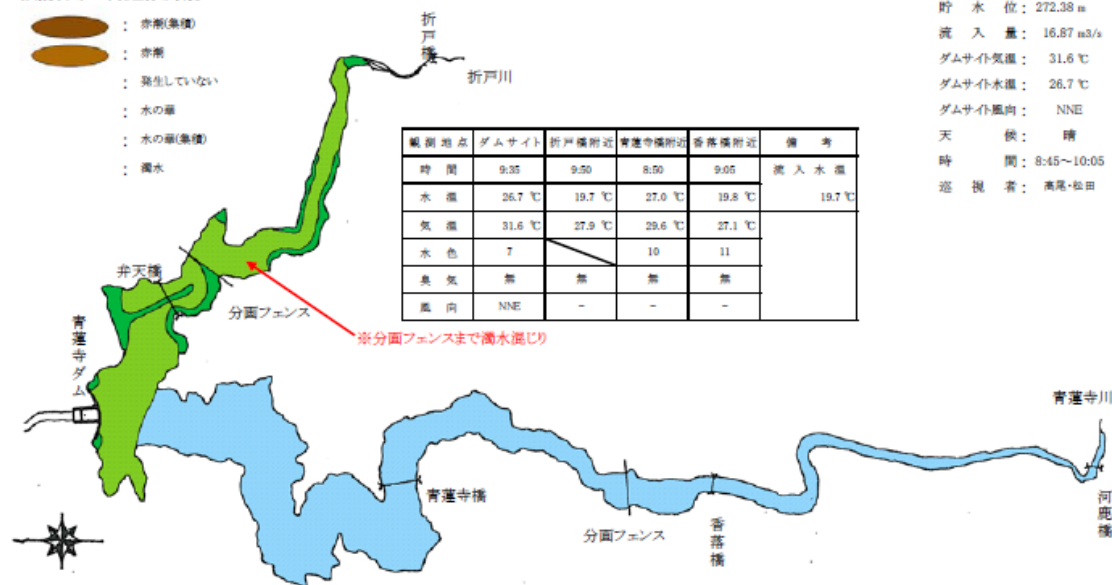 ： 赤潮(集積)
： 赤潮
： 発生していない
： 水の華
： 水の華(集積)
： 濁水
貯水位： 272.38 m
流入量： 16.87 m3/s
ダムサイト気温： 31.6 ℃
ダムサイト水温： 26.7 ℃
ダムサイト風向： NNE
天候： 晴
時間： 8:45～10:05
巡視者： 高尾・松田
折戸橋
折戸川
観測地点 ダムサイト 折戸橋附近 青蓮寺橋附近 香落橋附近 備考
時間 9:35 9:50 8:50 9:05 流入水温
水温 26.7 ℃ 19.7 ℃ 27.0 ℃ 19.8 ℃ 19.7 ℃
気温 31.6 ℃ 27.9 ℃ 29.6 ℃ 27.1 ℃
水色 7 10 11
臭気 無 無 無 無
風向 NNE － － －
弁天橋
分画フェンス
※分画フェンスまで濁水混じり
青蓮寺ダム
青蓮寺川
青蓮寺橋
分画フェンス
香落橋
河鹿橋